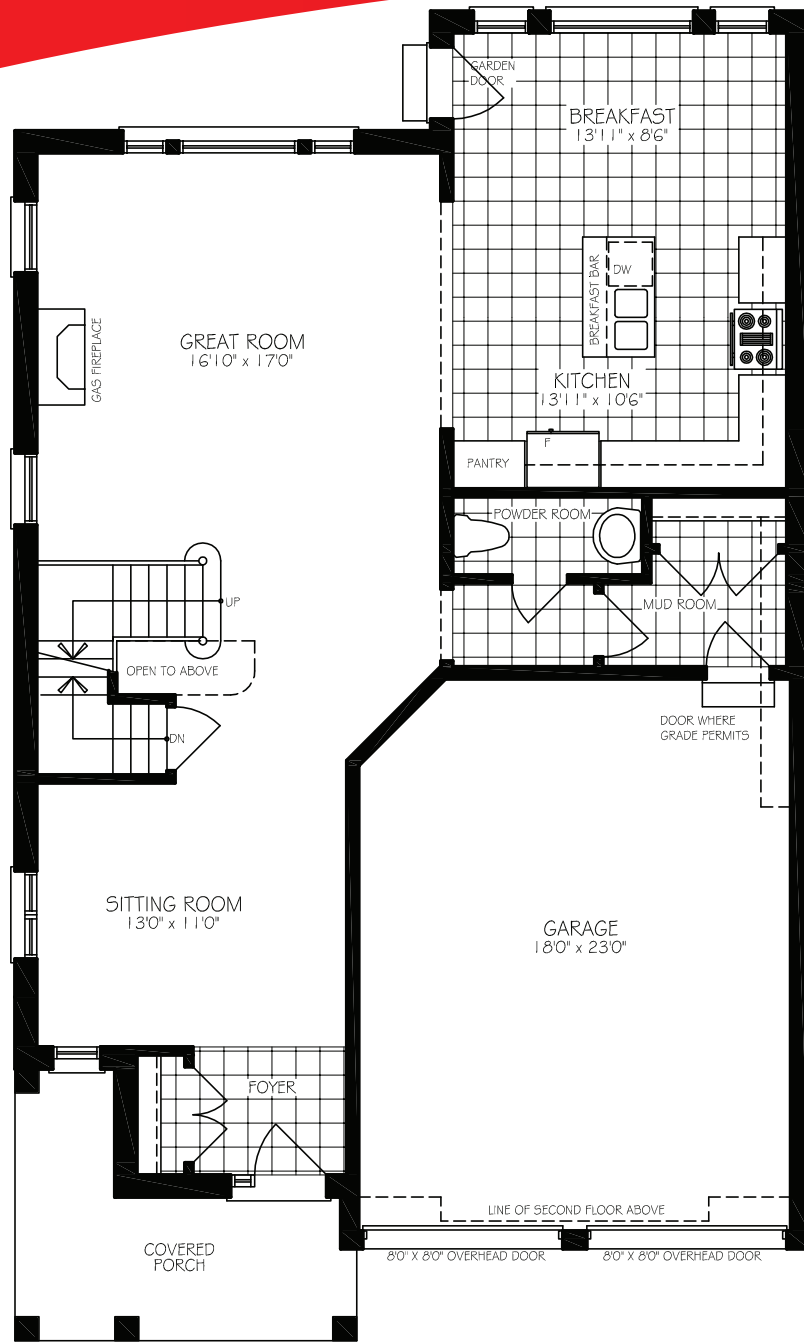 GARDEN
DOOR
BREAKFAST
13'11" x 8'6"
BREAKFAST BAR
DW
GREAT ROOM
16'10" x 17'0"
GAS FIREPLACE
KITCHEN
13'11" x 10'6"
F
PANTRY
POWDER ROOM
UP
MUD ROOM
OPEN TO ABOVE
DN
DOOR WHERE
GRADE PERMITS
SITTING ROOM
13'0" x 11'0"
GARAGE
18'0" x 23'0"
FOYER
LINE OF SECOND FLOOR ABOVE
COVERED
PORCH
8'0" X 8'0" OVERHEAD DOOR
8'0" X 8'0" OVERHEAD DOOR